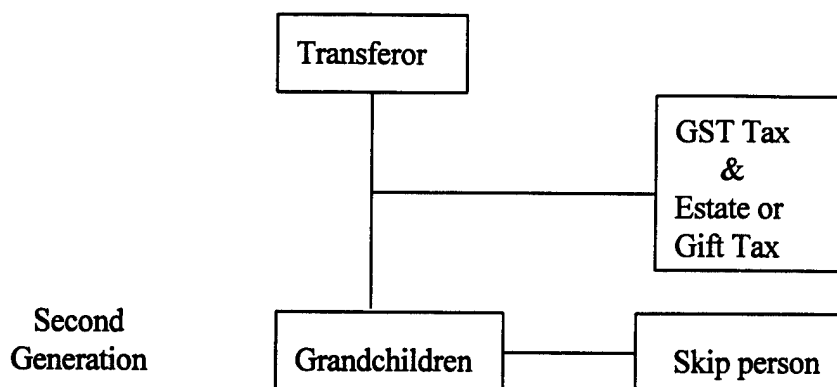 Transferor
GST Tax
&
Estate or
Gift Tax
Second
Generation
Grandchildren
Skip person